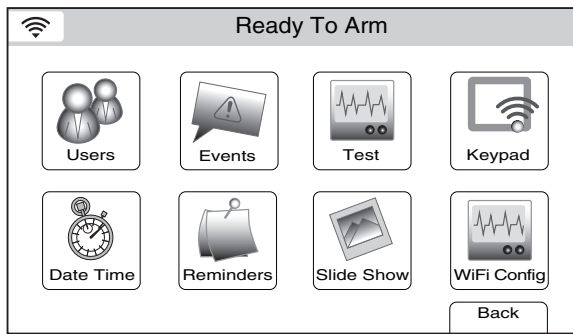 Ready To Arm
Users
Events
Test
Keypad
Date Time
Reminders
Slide Show
WiFi Config
Back